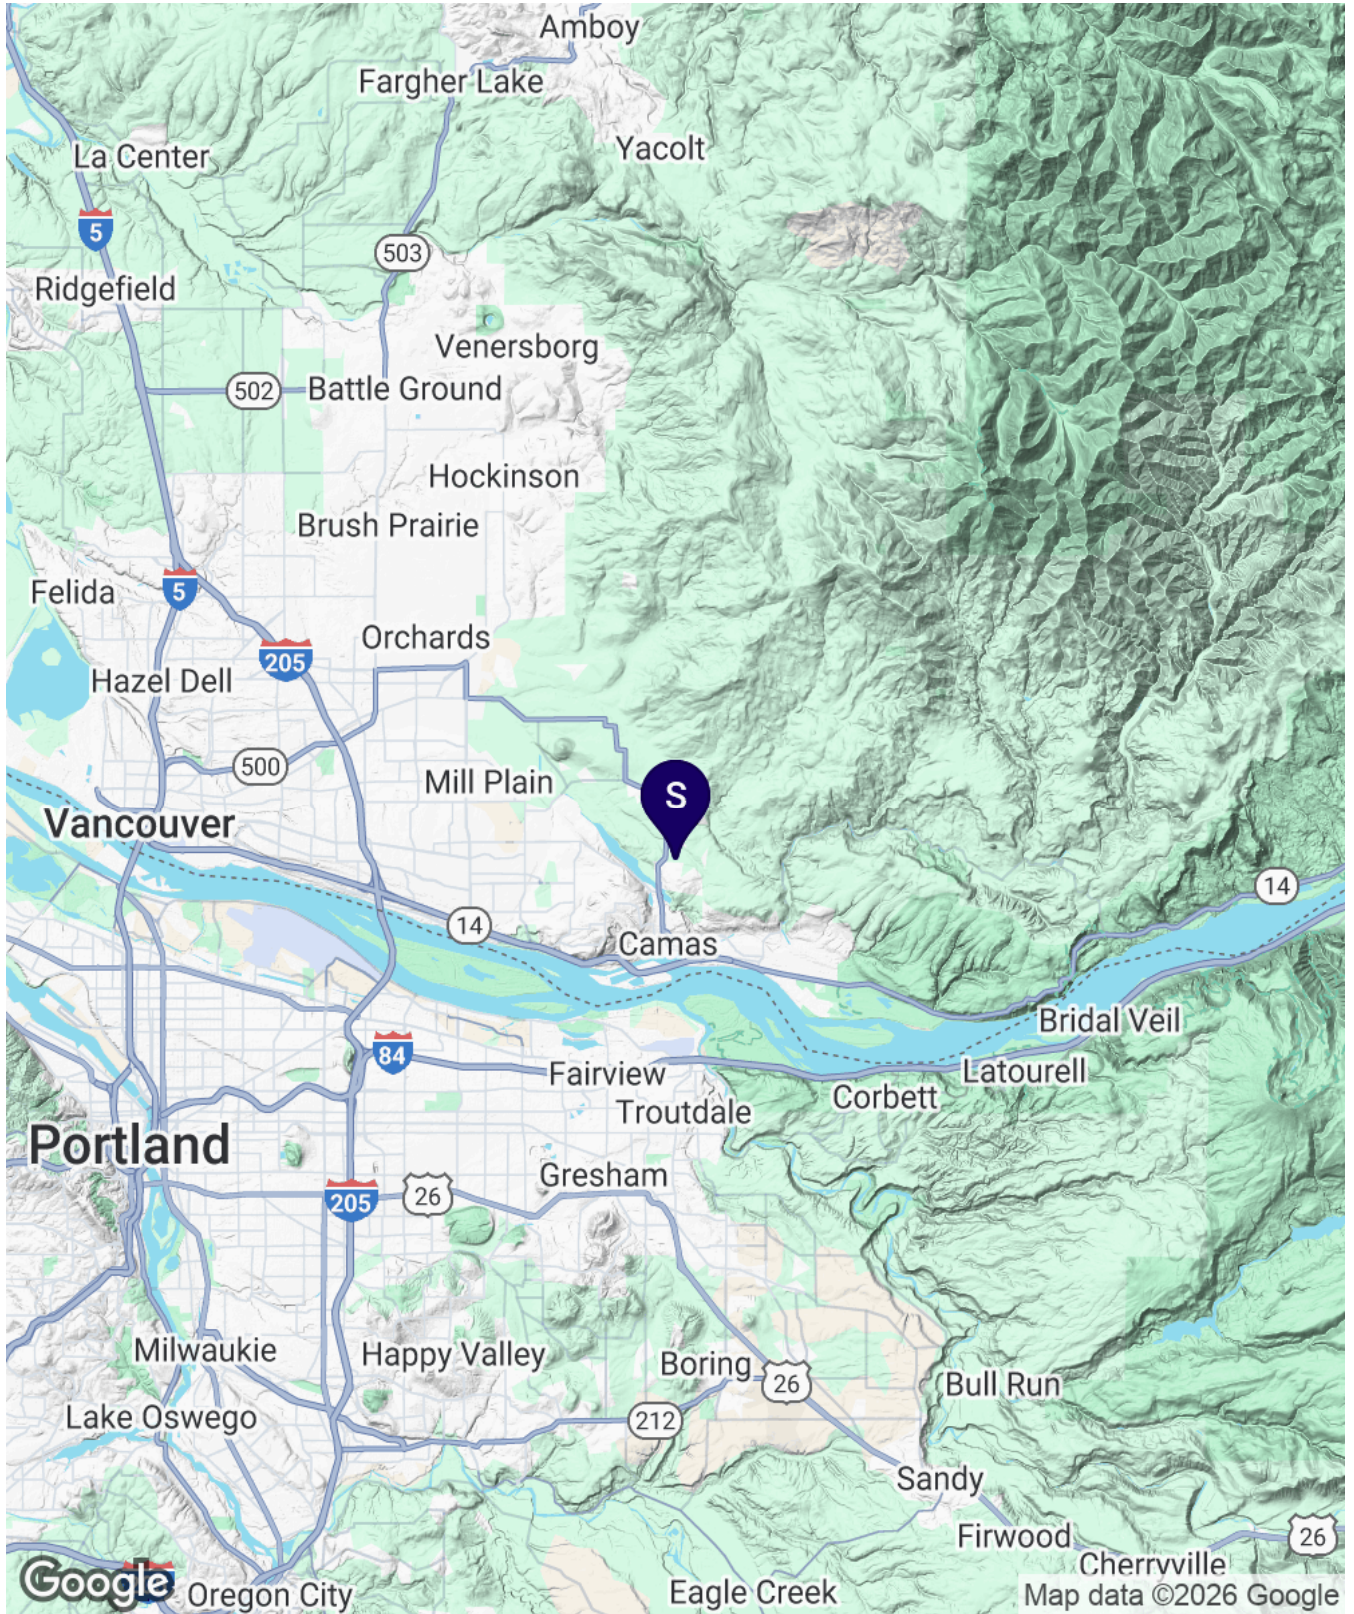 Amboy
Fargher Lake
Yacolt
La Center
5
503
Ridgefield
Venersborg
502
Battle Ground
Hockinson
Brush Prairie
5
Felida
Orchards
205
Hazel Dell
500
Mill Plain
S
Vancouver
14
14
Camas
Bridal Veil
84
Fairview
Latourell
Corbett
Troutdale
Portland
Gresham
205
26
Milwaukie
Happy Valley
Boring
26
Bull Run
Lake Oswego
212
Sandy
Firwood
26
Cherryville
Google
Oregon City
Eagle Creek
Map data ©2026 Google